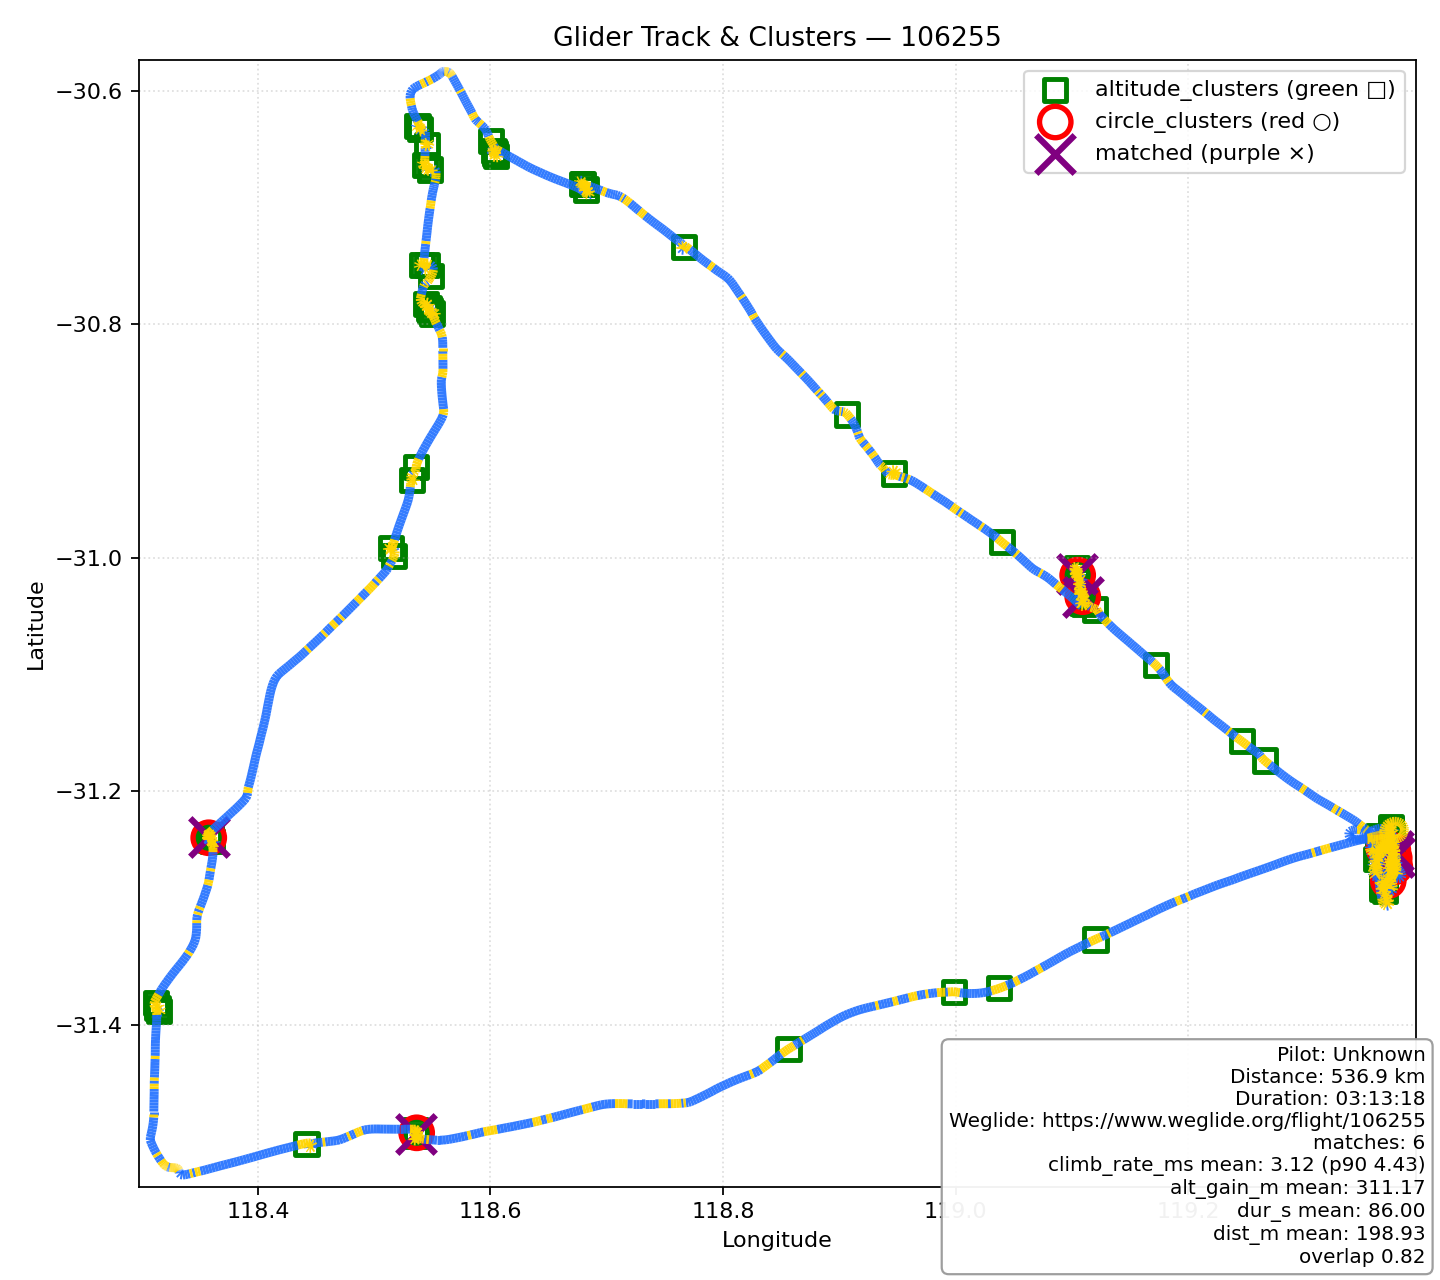 Glider Track & Clusters — 106255
altitude_clusters (green □)
circle_clusters (red ○)
matched (purple ×)
Latitude
−30.6
−30.8
−31.0
−31.2
−31.4
118.4
118.6
118.8
119.0
119.2
Longitude
Pilot: Unknown
Distance: 536.9 km
Duration: 03:13:18
Weglide: https://www.weglide.org/flight/106255
matches: 6
climb_rate_ms mean: 3.12 (p90 4.43)
alt_gain_m mean: 311.17
dur_s mean: 86.00
dist_m mean: 198.93
overlap 0.82